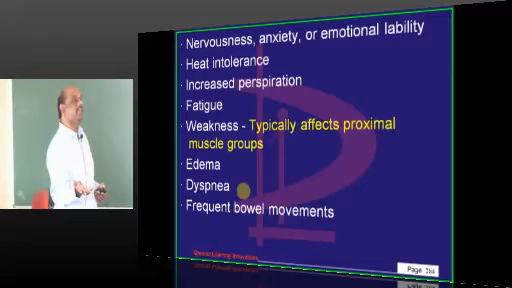 · Nervousness, anxiety, or emotional lability
· Heat intolerance
· Increased perspiration
· Fatigue
· Weakness - Typically affects proximal
muscle groups
· Edema
· Dyspnea
· Frequent bowel movements
Page 284